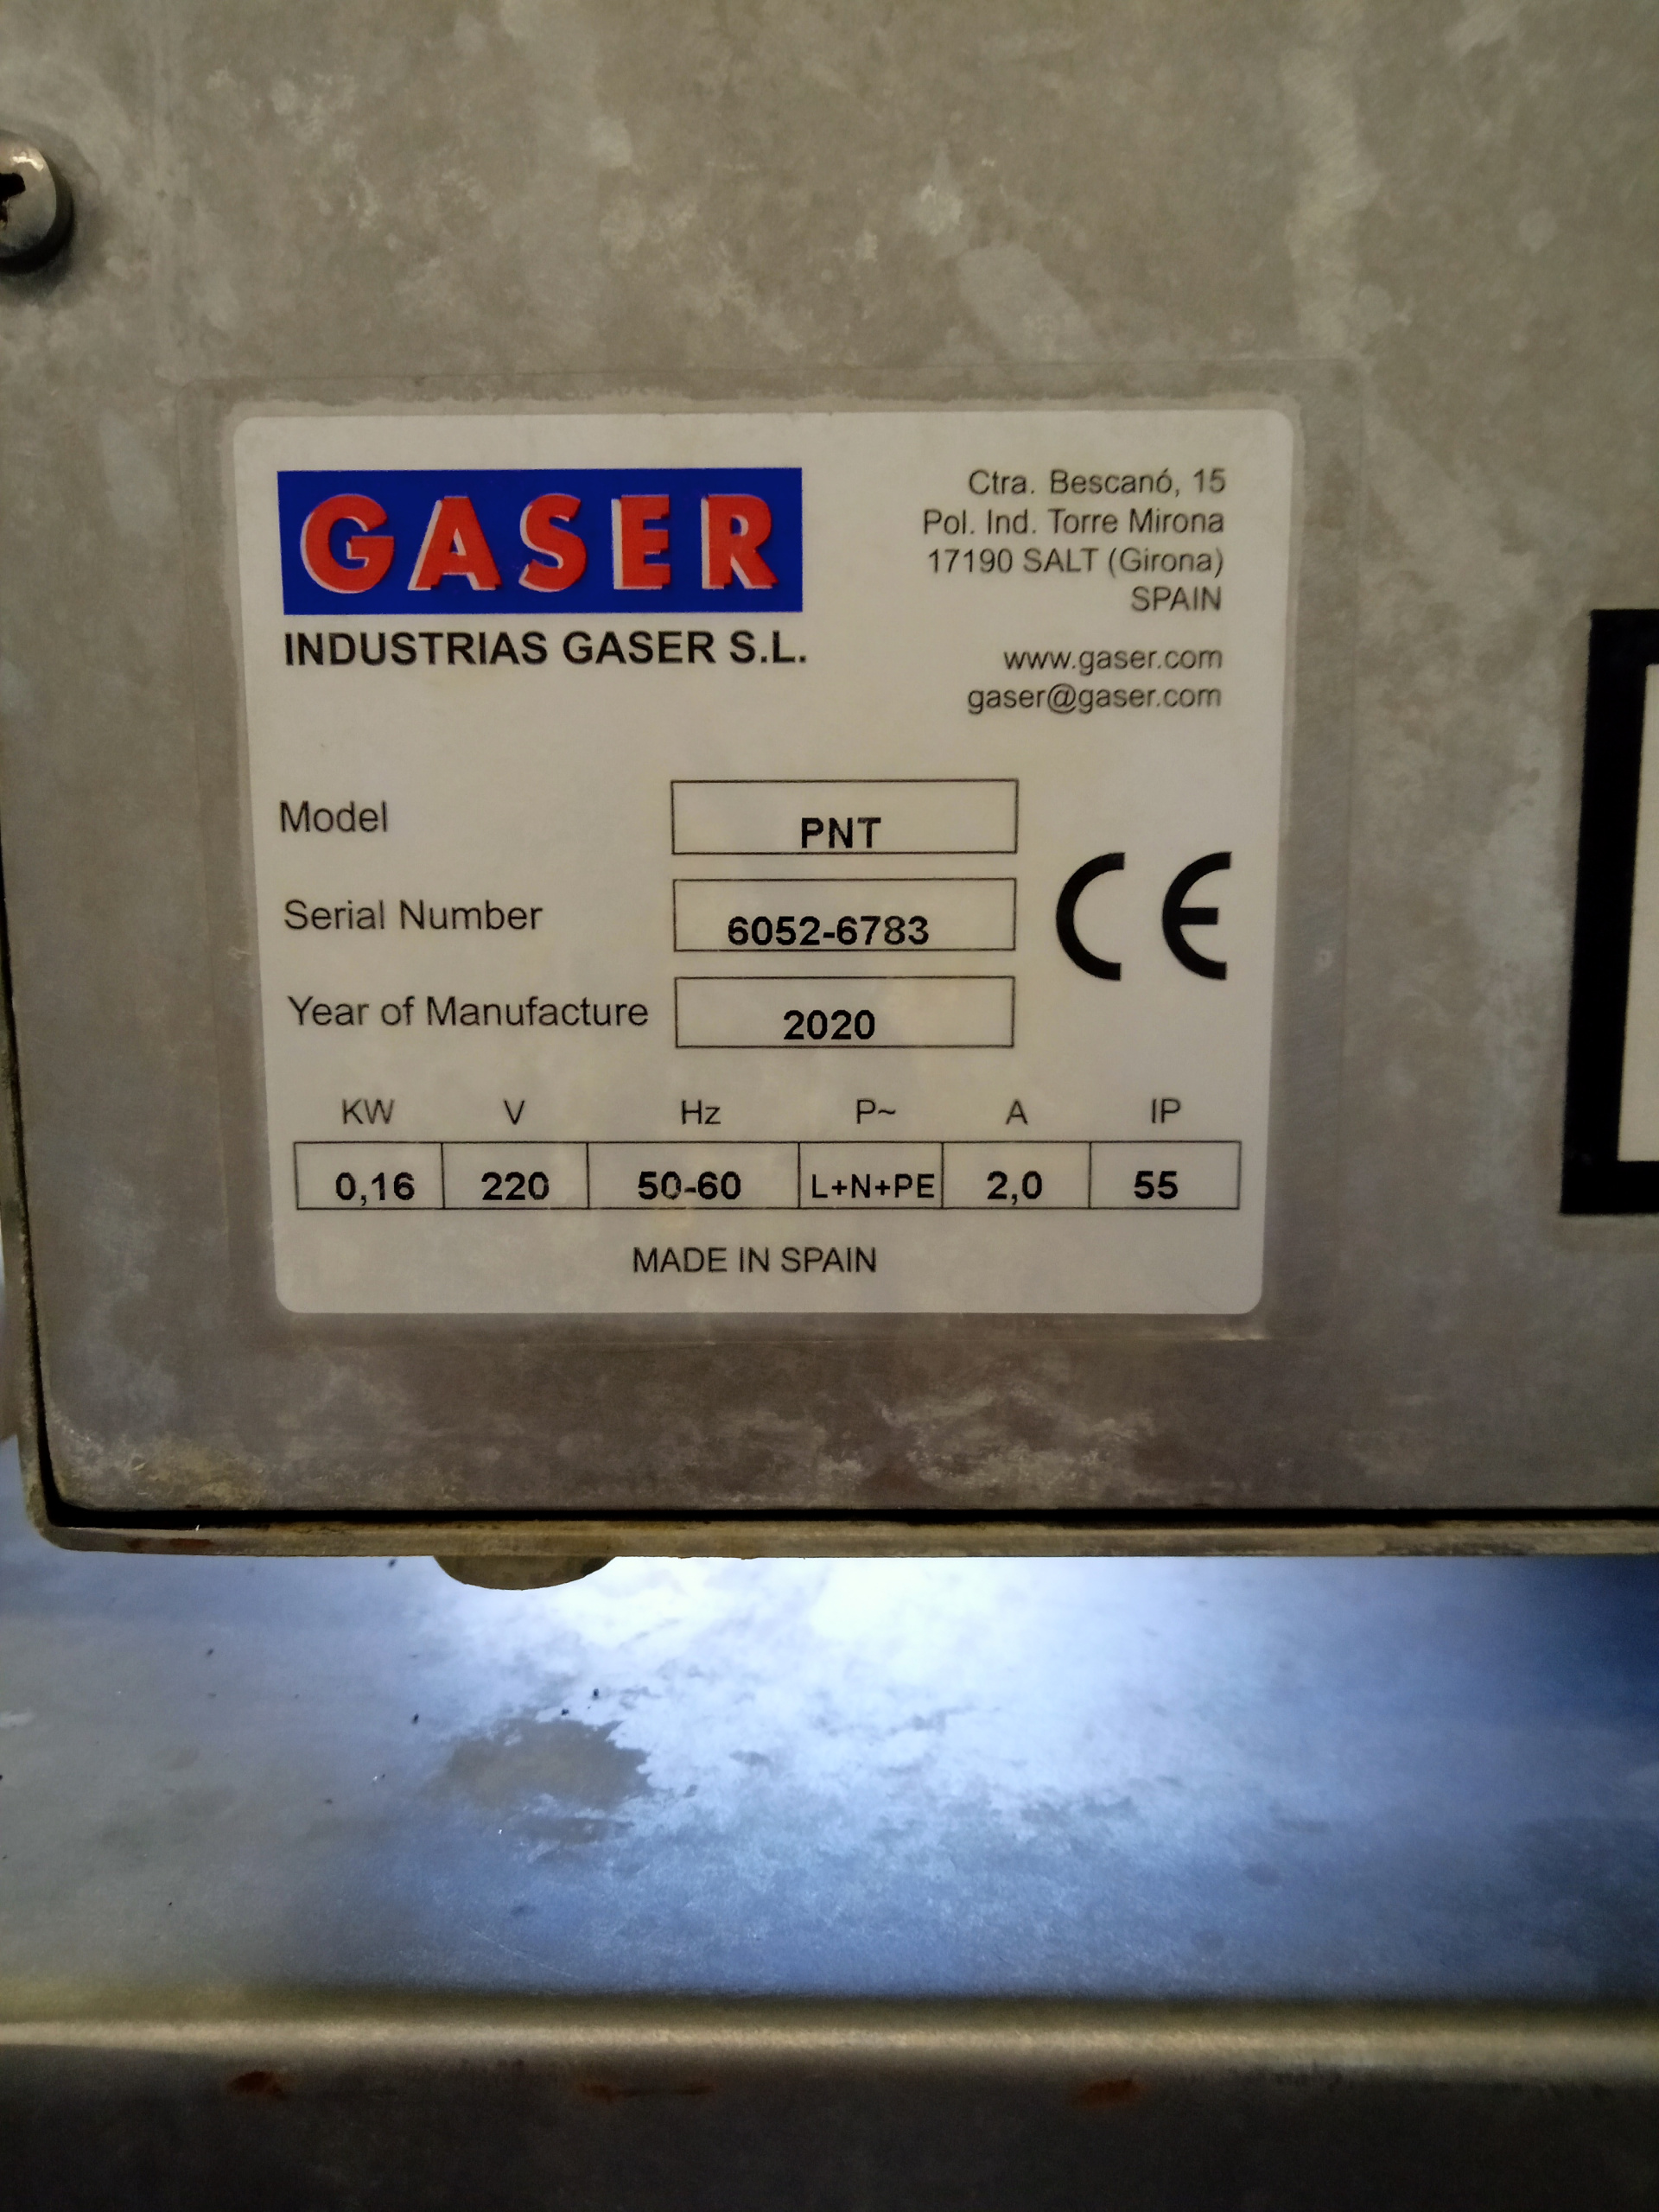 GASER
INDUSTRIAS GASER S.L.
Ctra. Bescanó, 15
Pol. Ind. Torre Mirona
17190 SALT (Girona)
SPAIN
www.gaser.com
gaser@gaser.com
Model PNT
Serial Number 6052-6783
CE
Year of Manufacture 2020
KW V Hz P~ A IP
0,16 220 50-60 L+N+PE 2,0 55
MADE IN SPAIN